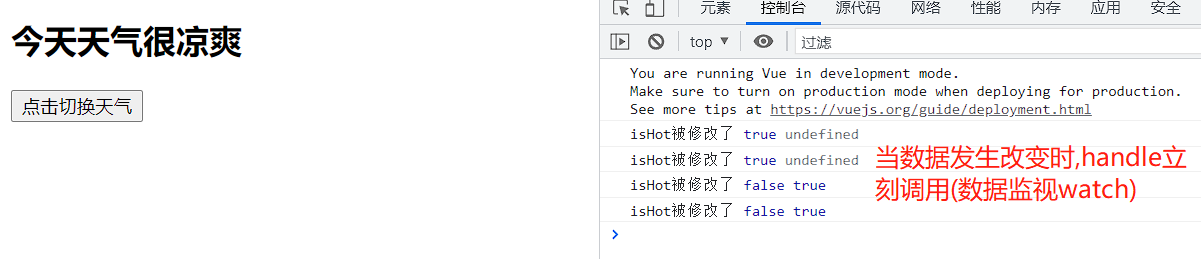 今天天气很凉爽
点击切换天气
元素 控制台 源代码 网络 性能 内存 应用 安全
top ▼ 过滤
You are running Vue in development mode.
Make sure to turn on production mode when deploying for production.
See more tips at https://vuejs.org/guide/deployment.html
isHot被修改了 true undefined
isHot被修改了 true undefined
isHot被修改了 false true
isHot被修改了 false true
当数据发生改变时,handle立
刻调用(数据监视watch)